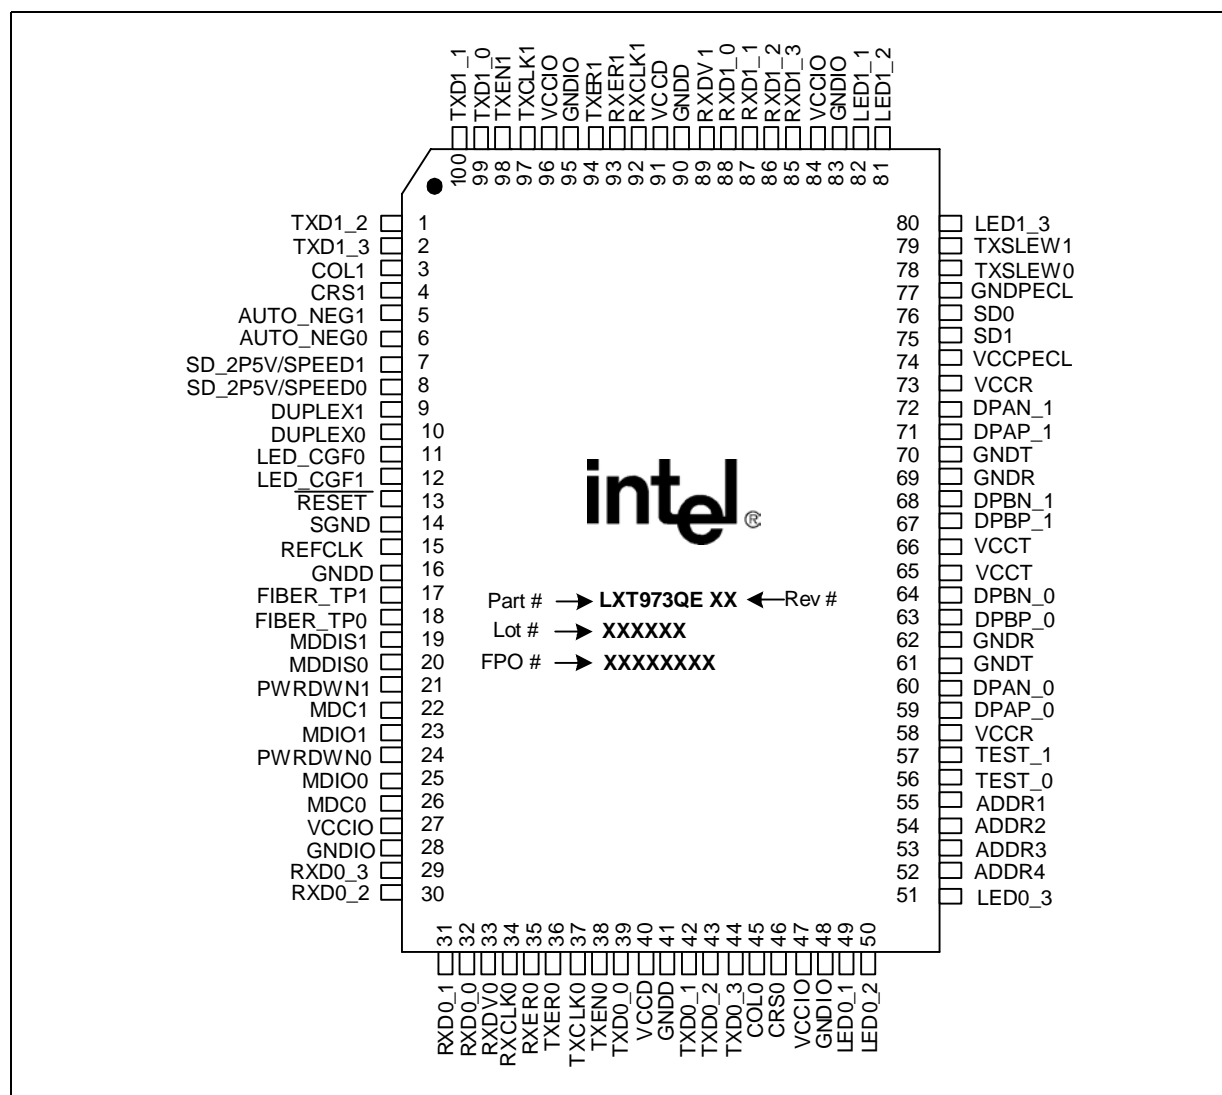 TXD1_1
TXD1_0
TXEN1
TXCLK1
VCCIO
GNDIO
TXER1
RXER1
RXCLK1
VCCD
GNDD
RXDV1
RXD1_0
RXD1_1
RXD1_2
RXD1_3
VCCIO
GNDIO
LED1_1
LED1_2
100 99 98 97 96 95 94 93 92 91 90 89 88 87 86 85 84 83 82 81
TXD1_2 1 80 LED1_3
TXD1_3 2 79 TXSLEW1
COL1 3 78 TXSLEW0
CRS1 4 77 GNDPECL
AUTO_NEG1 5 76 SD0
AUTO_NEG0 6 75 SD1
SD_2P5V/SPEED1 7 74 VCCPECL
SD_2P5V/SPEED0 8 73 VCCR
DUPLEX1 9 72 DPAN_1
DUPLEX0 10 71 DPAP_1
LED_CGF0 11 70 GNDT
LED_CGF1 12 69 GNDR
RESET 13 68 DPBN_1
SGND 14 67 DPBP_1
REFCLK 15 66 VCCT
GNDD 16 65 VCCT
FIBER_TP1 17 64 DPBN_0
FIBER_TP0 18 63 DPBP_0
MDDIS1 19 62 GNDR
MDDIS0 20 61 GNDT
PWRDWN1 21 60 DPAN_0
MDC1 22 59 DPAP_0
MDIO1 23 58 VCCR
PWRDWN0 24 57 TEST_1
MDIO0 25 56 TEST_0
MDC0 26 55 ADDR1
VCCIO 27 54 ADDR2
GNDIO 28 53 ADDR3
RXD0_3 29 52 ADDR4
RXD0_2 30 51 LED0_3
intel®
Part # LXT973QE XX Rev #
Lot # XXXXXX
FPO # XXXXXXXX
31 32 33 34 35 36 37 38 39 40 41 42 43 44 45 46 47 48 49 50
RXD0_1
RXD0_0
RXDV0
RXCLK0
RXER0
TXER0
TXCLK0
TXEN0
TXD0_0
VCCD
GNDD
TXD0_1
TXD0_2
TXD0_3
COL0
CRS0
VCCIO
GNDIO
LED0_1
LED0_2